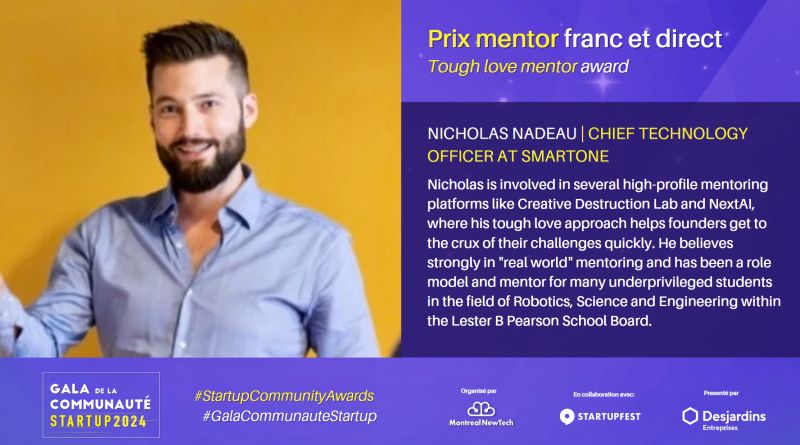 Prix mentor franc et direct
Tough love mentor award
NICHOLAS NADEAU | CHIEF TECHNOLOGY
OFFICER AT SMARTONE
Nicholas is involved in several high-profile mentoring
platforms like Creative Destruction Lab and NextAI,
where his tough love approach helps founders get to
the crux of their challenges quickly. He believes
strongly in "real world" mentoring and has been a role
model and mentor for many underprivileged students
in the field of Robotics, Science and Engineering within
the Lester B Pearson School Board.
GALA DE LA
COMMUNAUTÉ
STARTUP2024
#StartupCommunityAwards
#GalaCommunauteStartup
Organisé par
MontrealNewTech
En collaboration avec:
STARTUPFEST
Presenté par
Desjardins
Entreprises